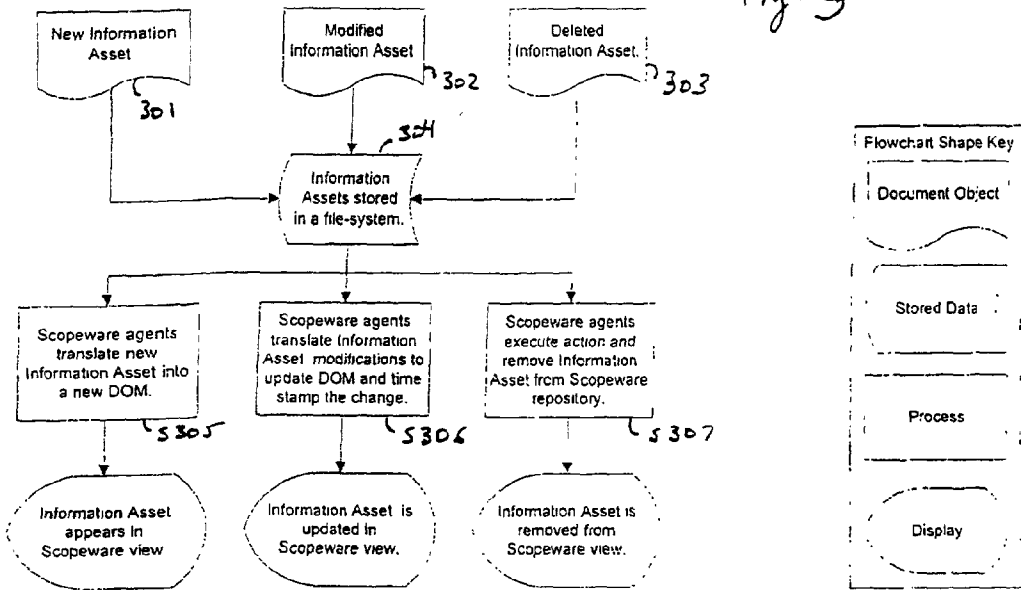 New Information
Asset
Modified
Information Asset
Deleted
Information Asset.
301
302
303
304
Information
Assets stored
in a file-system.
Scopeware agents
translate new
Information Asset into
a new DOM.
Scopeware agents
translate Information
Asset modifications to
update DOM and time
stamp the change.
Scopeware agents
execute action and
remove Information
Asset from Scopeware
repository.
S305
S306
S307
Information Asset
appears in
Scopeware view
Information Asset is
updated in
Scopeware view.
Information Asset is
removed from
Scopeware view.
Flowchart Shape Key
Document Object
Stored Data
Process
Display